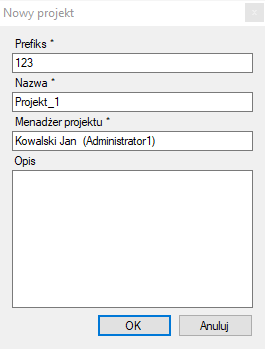 Nowy projekt
Prefiks *
123
Nazwa *
Projekt_1
Menadżer projektu *
Kowalski Jan  (Administrator1)
Opis
OK
Anuluj